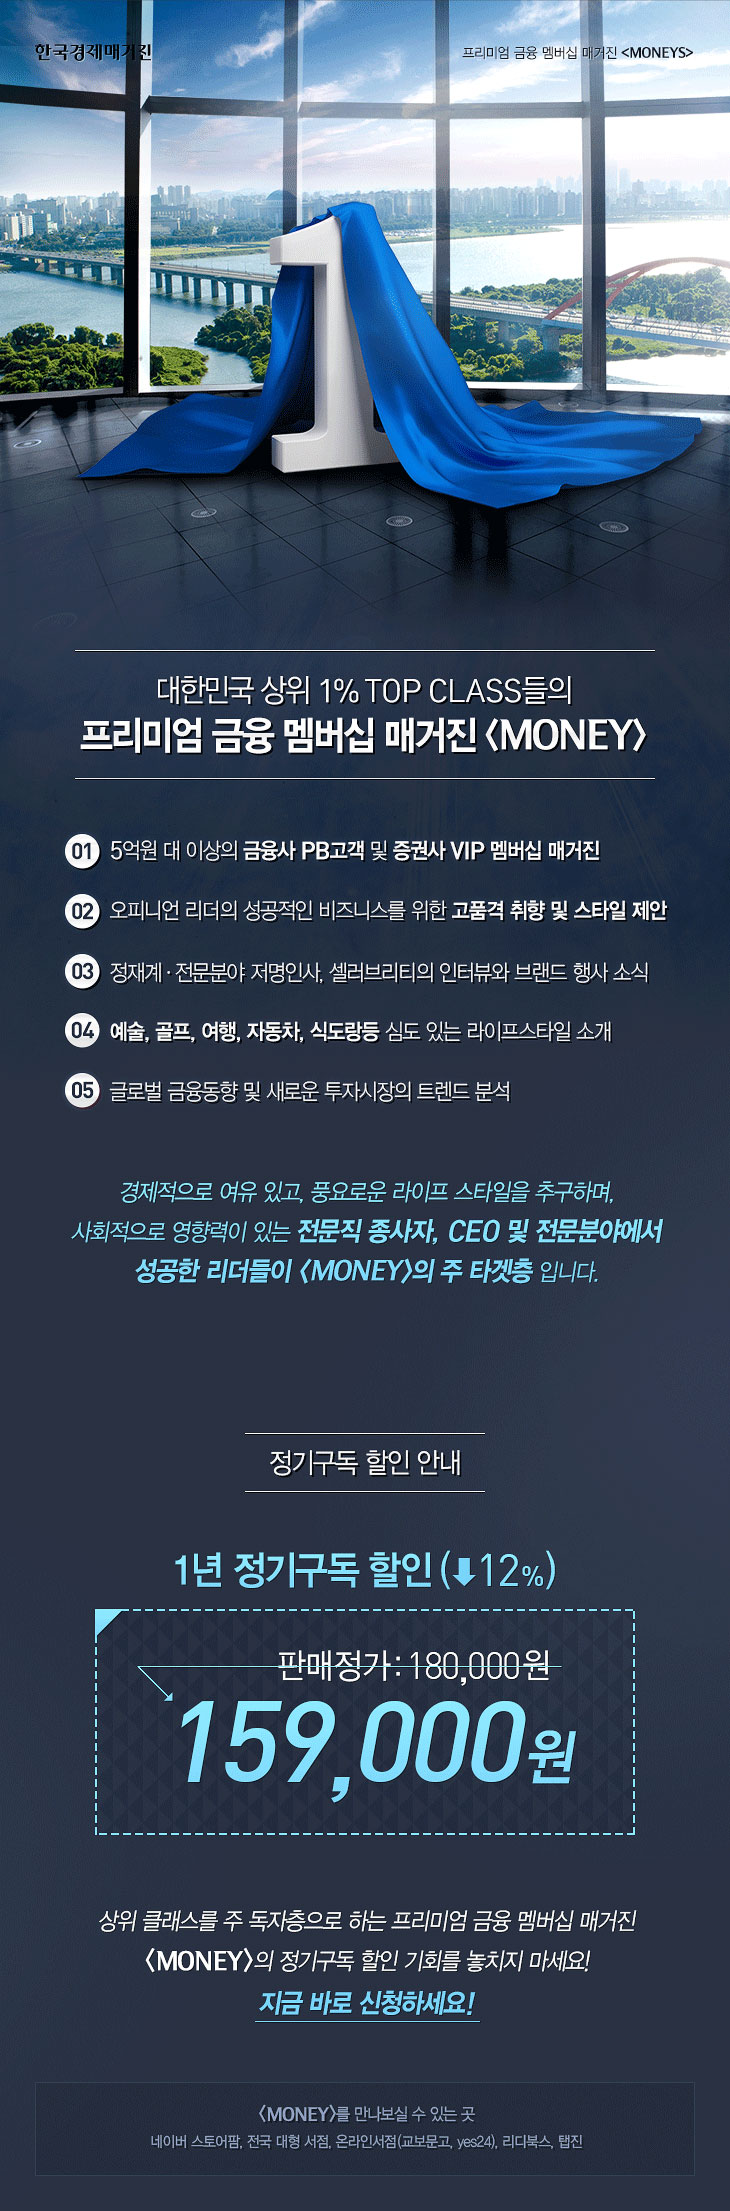 한국경제매거진
프리미엄 금융 멤버십 매거진 <MONEYS>
대한민국 상위 1% TOP CLASS들의
프리미엄 금융 멤버십 매거진 <MONEY>
01 5억원 대 이상의 금융사 PB고객 및 증권사 VIP 멤버십 매거진
02 오피니언 리더의 성공적인 비즈니스를 위한 고품격 취향 및 스타일 제안
03 정재계·전문분야 저명인사, 셀러브리티의 인터뷰와 브랜드 행사 소식
04 예술, 골프, 여행, 자동차, 식도랑등 심도 있는 라이프스타일 소개
05 글로벌 금융동향 및 새로운 투자시장의 트렌드 분석
경제적으로 여유 있고, 풍요로운 라이프 스타일을 추구하며,
사회적으로 영향력이 있는 전문직 종사자, CEO 및 전문분야에서
성공한 리더들이 <MONEY>의 주 타겟층 입니다.
정기구독 할인 안내
1년 정기구독 할인 (⬇12%)
판매정가 : 180,000원
159,000원
상위 클래스를 주 독자층으로 하는 프리미엄 금융 멤버십 매거진
<MONEY>의 정기구독 할인 기회를 놓치지 마세요!
지금 바로 신청하세요!
<MONEY>를 만나보실 수 있는 곳
네이버 스토어팜, 전국 대형 서점, 온라인서점(교보문고, yes24), 리디북스, 탭진